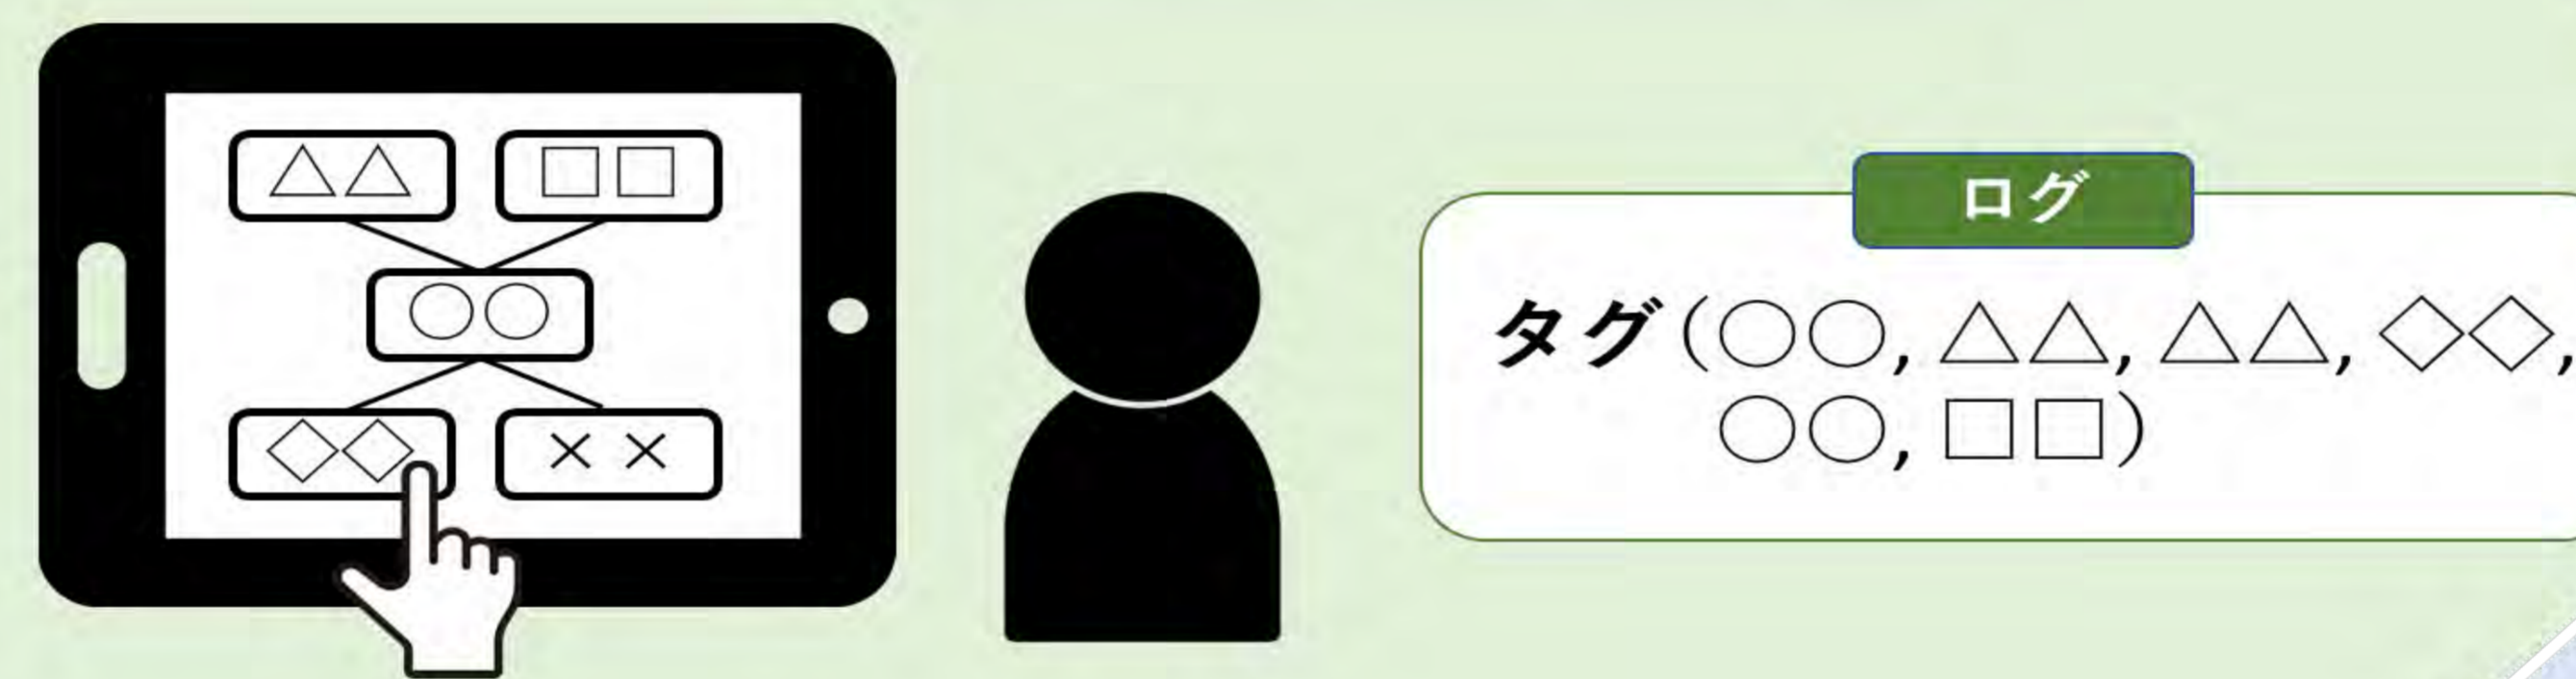 △△ □□
○○
◇◇ ××
ログ
タグ(○○, △△, △△, ◇◇,
○○, □□)